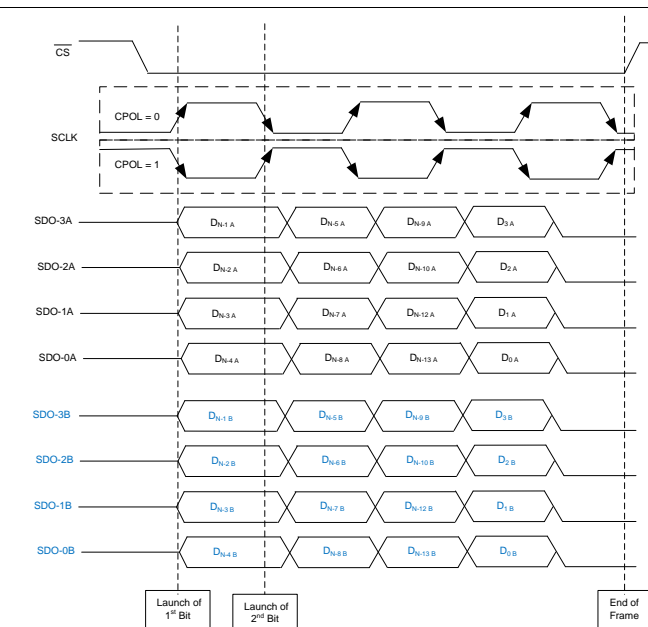 CS
CPOL = 0
SCLK
CPOL = 1
SDO-3A DN-1 A DN-5 A DN-9 A D3 A
SDO-2A DN-2 A DN-6 A DN-10 A D2 A
SDO-1A DN-3 A DN-7 A DN-12 A D1 A
SDO-0A DN-4 A DN-8 A DN-13 A D0 A
SDO-3B DN-1 B DN-5 B DN-9 B D3 B
SDO-2B DN-2 B DN-6 B DN-10 B D2 B
SDO-1B DN-3 B DN-7 B DN-12 B D1 B
SDO-0B DN-4 B DN-8 B DN-13 B D0 B
Launch of
1st Bit
Launch of
2nd Bit
End of
Frame